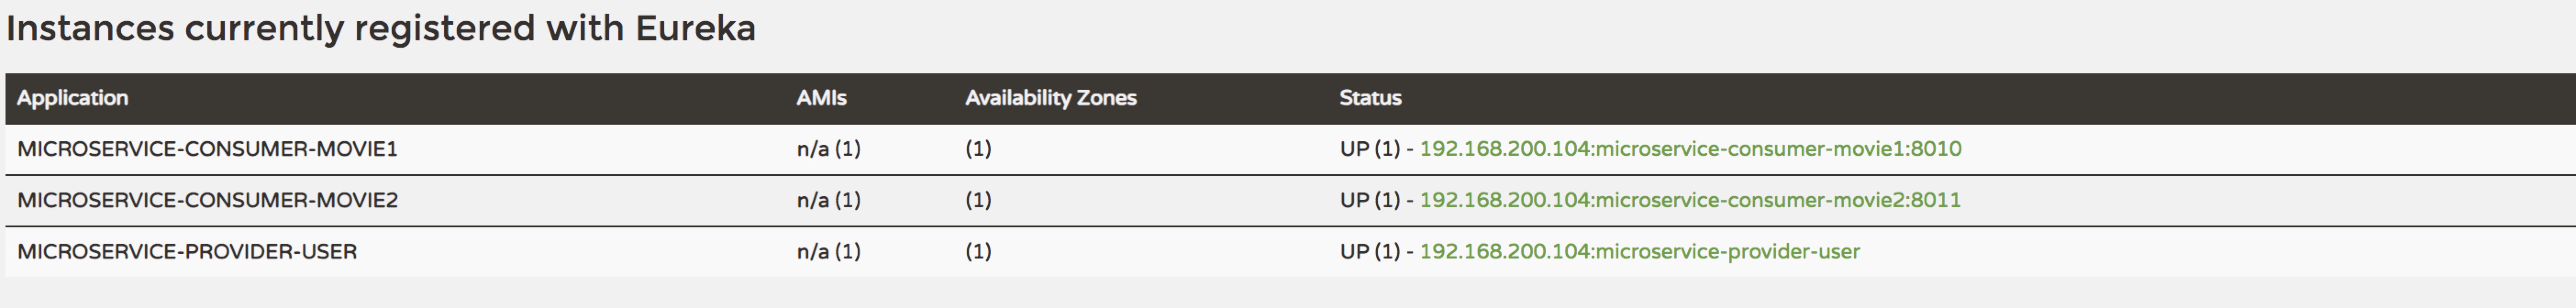 Instances currently registered with Eureka
Application AMIs Availability Zones Status
MICROSERVICE-CONSUMER-MOVIE1 n/a (1) (1) UP (1) - 192.168.200.104:microservice-consumer-movie1:8010
MICROSERVICE-CONSUMER-MOVIE2 n/a (1) (1) UP (1) - 192.168.200.104:microservice-consumer-movie2:8011
MICROSERVICE-PROVIDER-USER n/a (1) (1) UP (1) - 192.168.200.104:microservice-provider-user